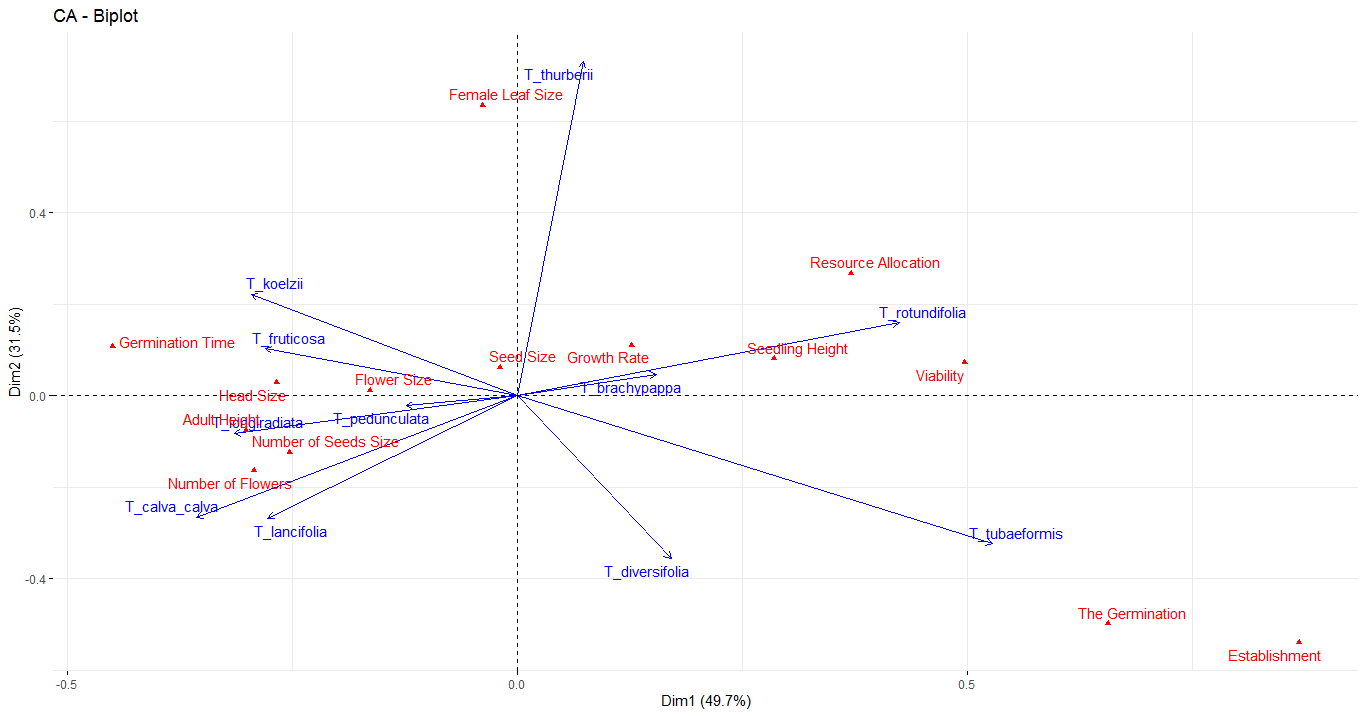 CA - Biplot
T_thurberii
Female Leaf Size
0.4
Resource Allocation
T_koelzii
T_rotundifolia
T_fruticosa
Germination Time
Seed Size
Growth Rate
Seedling Height
Viability
Flower Size
T_brachypappa
Head Size
0.0
Adult Height
T_longiradiata
T_pedunculata
Number of Seeds Size
Number of Flowers
T_calva_calva
T_lancifolia
T_tubaeformis
T_diversifolia
-0.4
The Germination
Establishment
-0.5
0.0
0.5
Dim1 (49.7%)
Dim2 (31.5%)